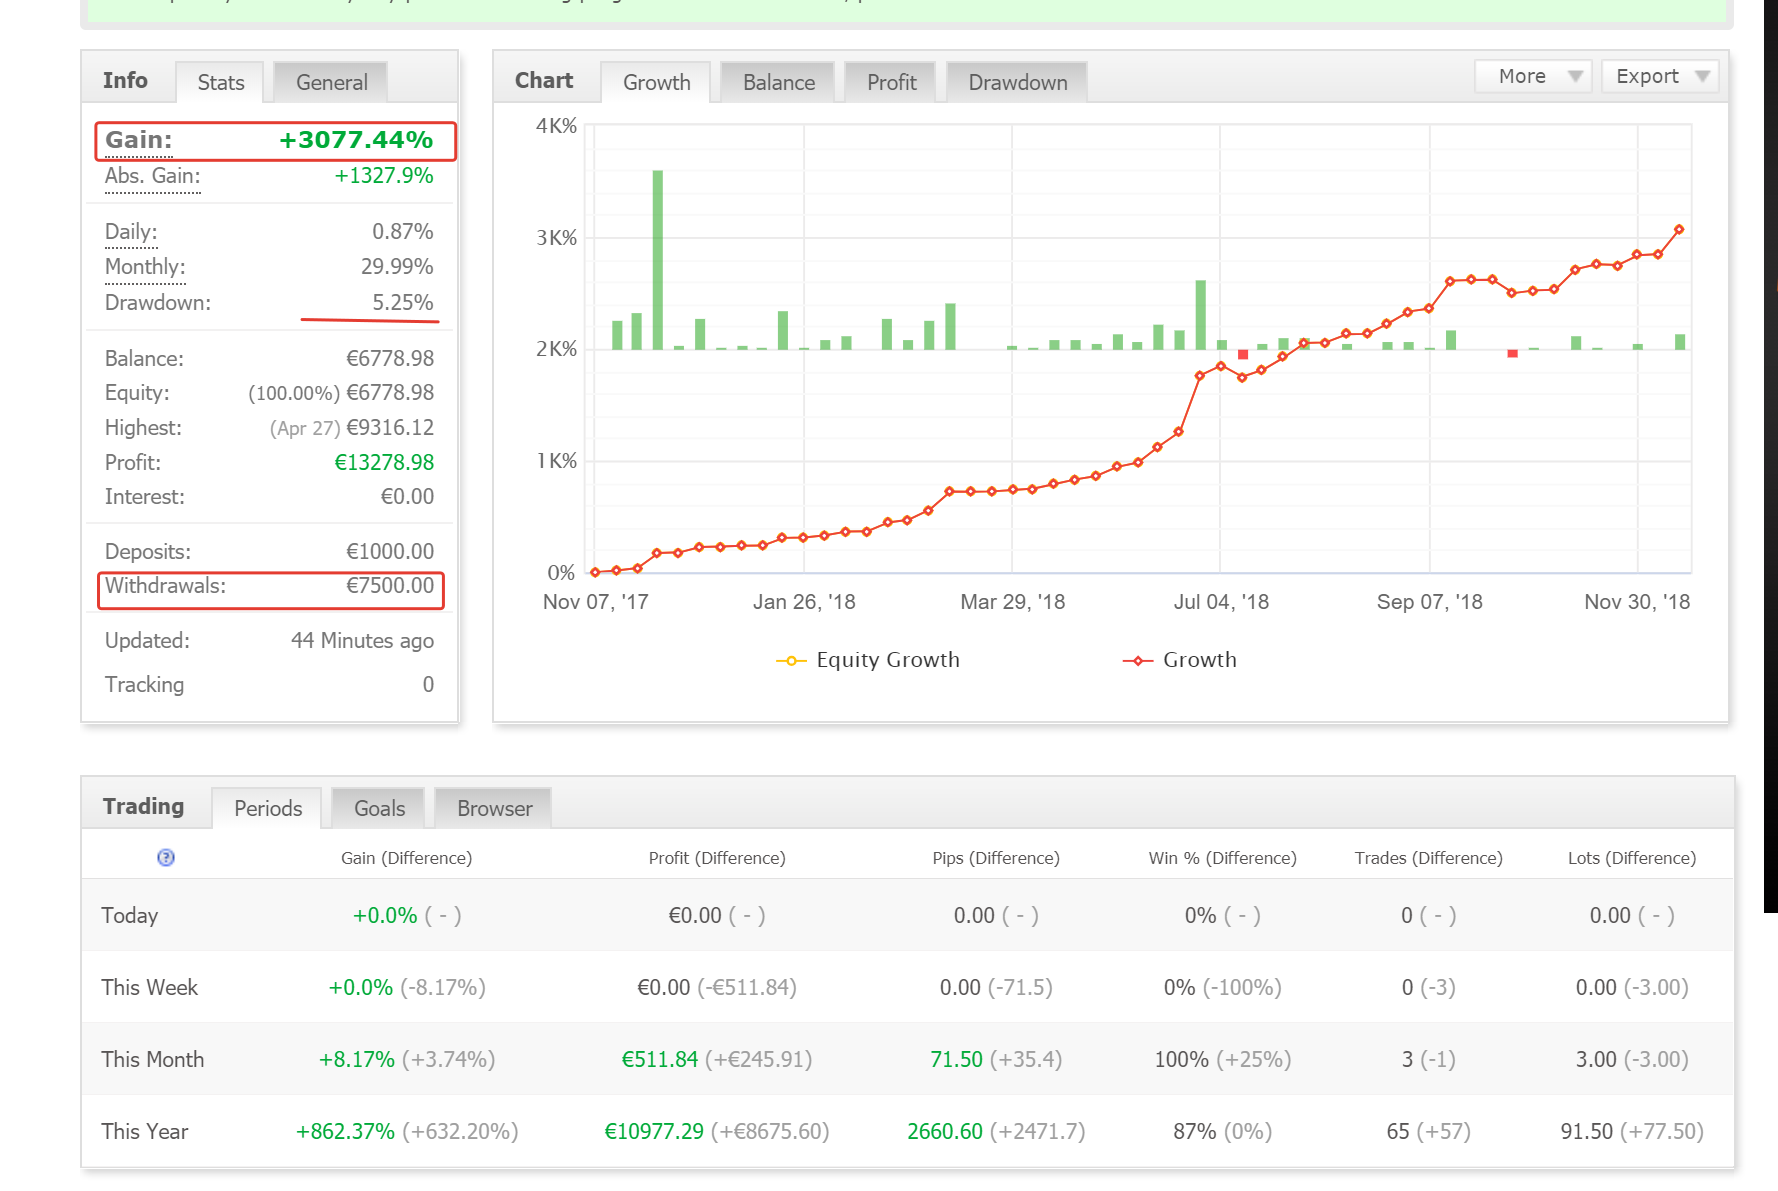 Info Stats General
Gain: +3077.44%
Abs. Gain: +1327.9%
Daily: 0.87%
Monthly: 29.99%
Drawdown: 5.25%
Balance: €6778.98
Equity: (100.00%) €6778.98
Highest: (Apr 27) €9316.12
Profit: €13278.98
Interest: €0.00
Deposits: €1000.00
Withdrawals: €7500.00
Updated: 44 Minutes ago
Tracking 0
Chart Growth Balance Profit Drawdown More Export
4K%
3K%
2K%
1K%
0%
Nov 07, '17 Jan 26, '18 Mar 29, '18 Jul 04, '18 Sep 07, '18 Nov 30, '18
Equity Growth Growth
Trading Periods Goals Browser
? Gain (Difference) Profit (Difference) Pips (Difference) Win % (Difference) Trades (Difference) Lots (Difference)
Today +0.0% ( - ) €0.00 ( - ) 0.00 ( - ) 0% ( - ) 0 ( - ) 0.00 ( - )
This Week +0.0% (-8.17%) €0.00 (-€511.84) 0.00 (-71.5) 0% (-100%) 0 (-3) 0.00 (-3.00)
This Month +8.17% (+3.74%) €511.84 (+€245.91) 71.50 (+35.4) 100% (+25%) 3 (-1) 3.00 (-3.00)
This Year +862.37% (+632.20%) €10977.29 (+€8675.60) 2660.60 (+2471.7) 87% (0%) 65 (+57) 91.50 (+77.50)